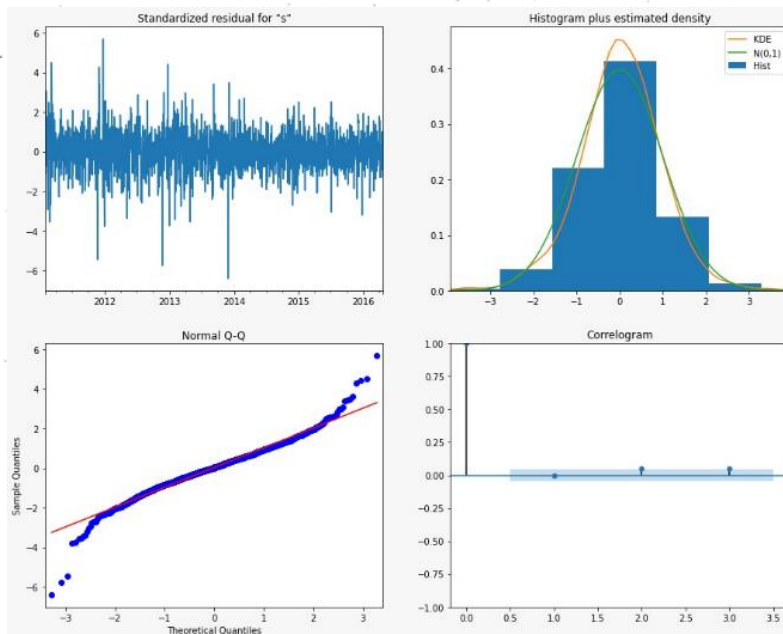 Standardized residual for "s"
6
4
2
0
−2
−4
−6
2012 2013 2014 2015 2016
Histogram plus estimated density
KDE
N(0,1)
Hist
0.4
0.3
0.2
0.1
0.0
−3 −2 −1 0 1 2 3
Normal Q-Q
Sample Quantiles
6
4
2
0
−2
−4
−6
−3 −2 −1 0 1 2 3
Theoretical Quantiles
Correlogram
1.00
0.75
0.50
0.25
0.00
−0.25
−0.50
−0.75
−1.00
0.0 0.5 1.0 1.5 2.0 2.5 3.0 3.5